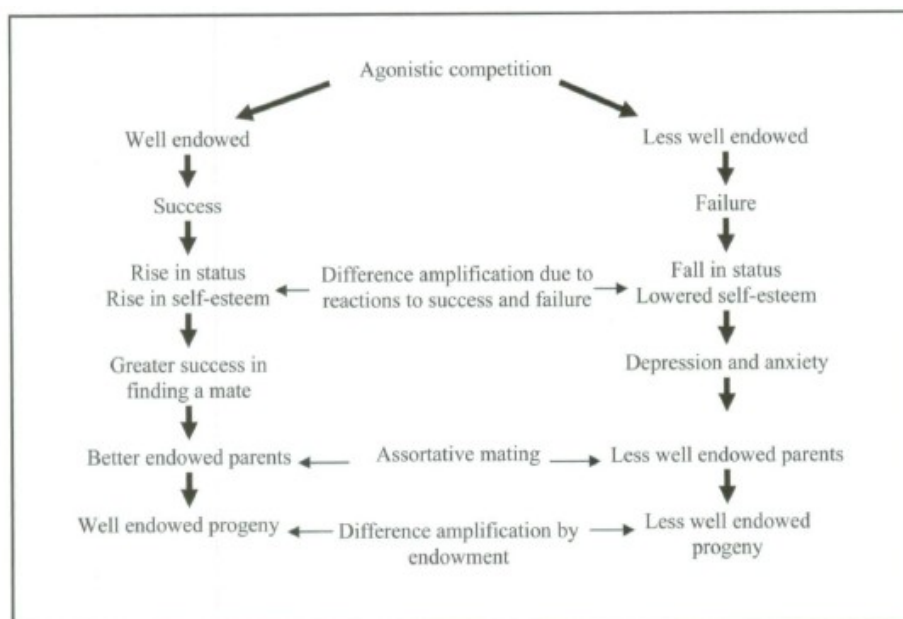 Agonistic competition
Well endowed
Less well endowed
Success
Failure
Rise in status
Rise in self-esteem
Difference amplification due to
reactions to success and failure
Fall in status
Lowered self-esteem
Greater success in
finding a mate
Depression and anxiety
Better endowed parents
Assortative mating
Less well endowed parents
Well endowed progeny
Difference amplification by
endowment
Less well endowed
progeny